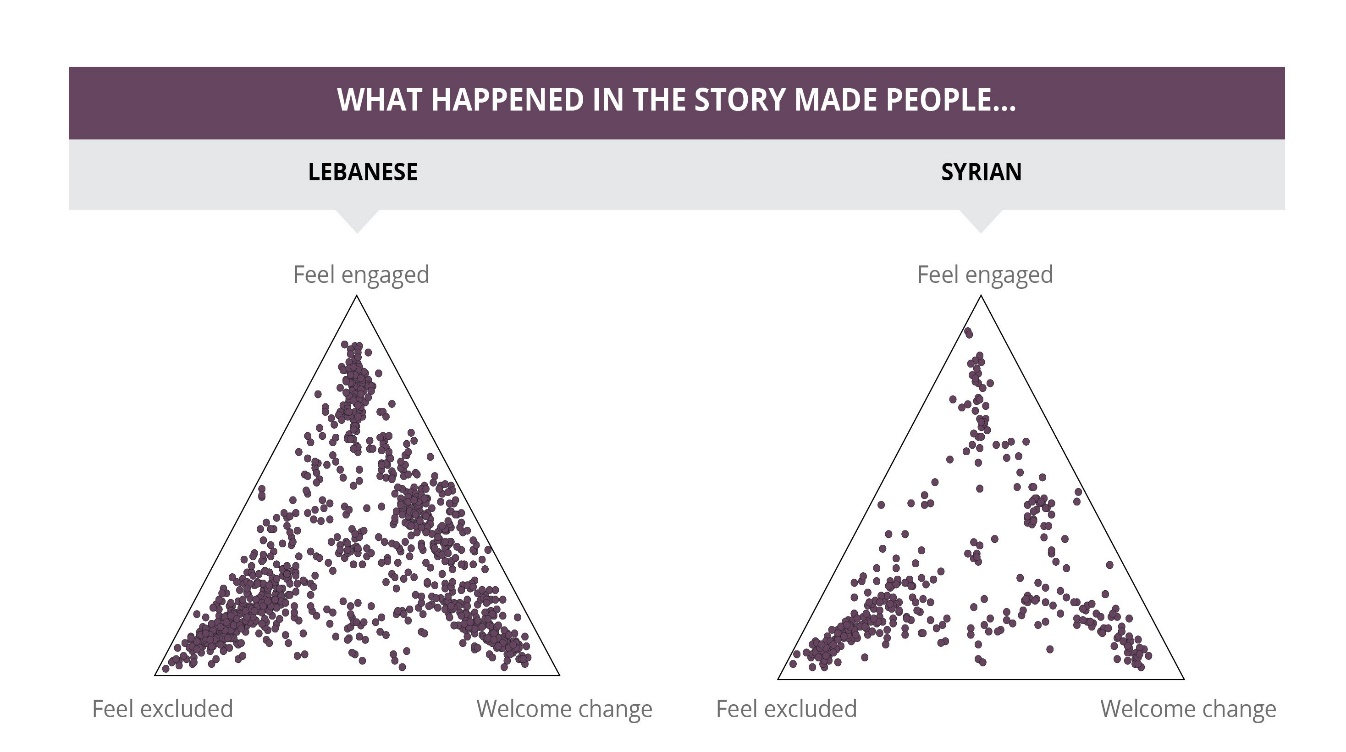 WHAT HAPPENED IN THE STORY MADE PEOPLE...
LEBANESE
SYRIAN
Feel engaged
Feel engaged
Feel excluded
Welcome change
Feel excluded
Welcome change